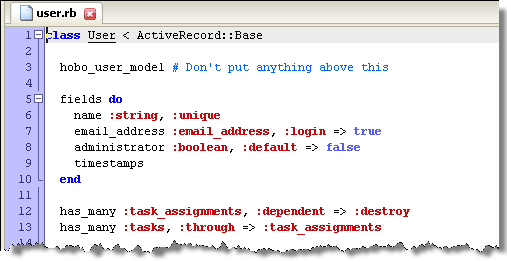 user.rb
1 class User < ActiveRecord::Base
2
3 hobo_user_model # Don't put anything above this
4
5 fields do
6 name :string, :unique
7 email_address :email_address, :login => true
8 administrator :boolean, :default => false
9 timestamps
10 end
11
12 has_many :task_assignments, :dependent => :destroy
13 has_many :tasks, :through => :task_assignments
14